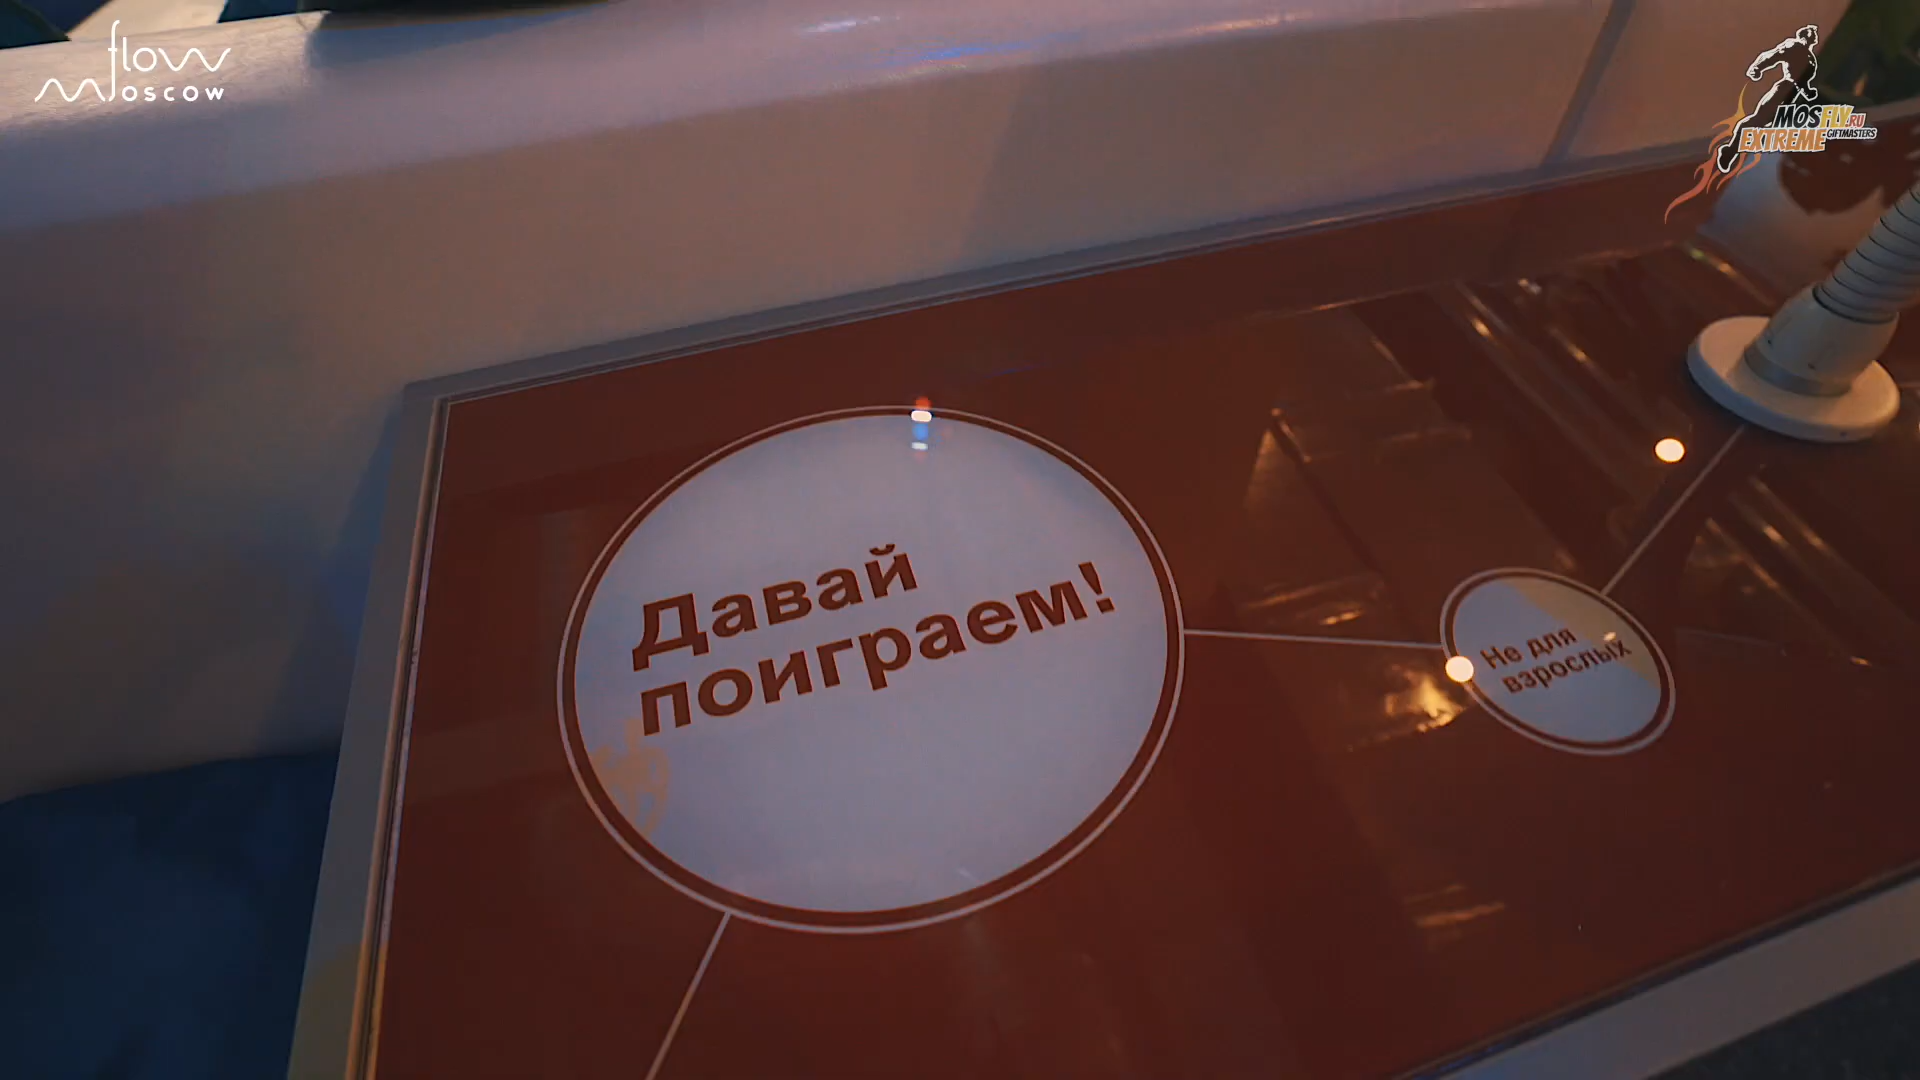 flow
Moscow
MOSFLY.RU
EXTREME GIFTMASTERS
Давай
поиграем!
Не для
взрослых